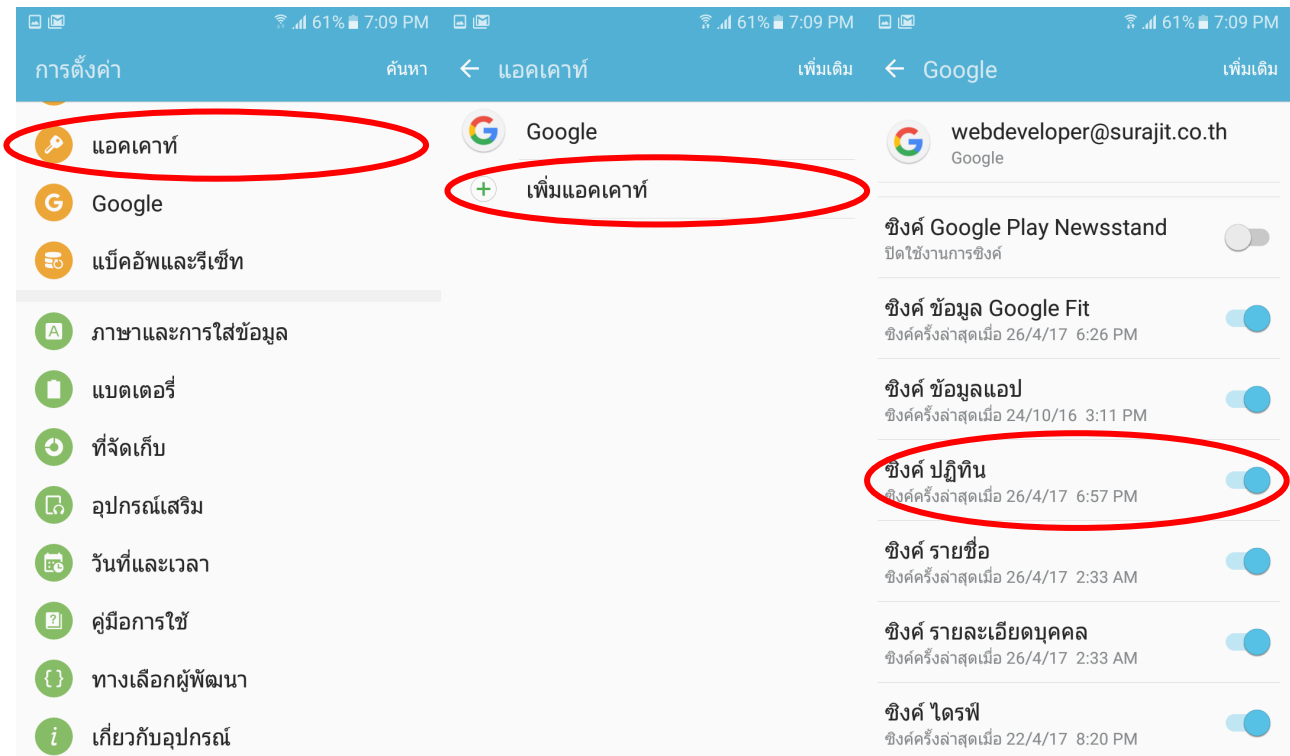 61% 7:09 PM
การตั้งค่า
ค้นหา
แอคเคาท์
Google
แบ็คอัพและรีเซ็ท
ภาษาและการใส่ข้อมูล
แบตเตอรี่
ที่จัดเก็บ
อุปกรณ์เสริม
วันที่และเวลา
คู่มือการใช้
ทางเลือกผู้พัฒนา
เกี่ยวกับอุปกรณ์
61% 7:09 PM
แอคเคาท์
เพิ่มเติม
Google
เพิ่มแอคเคาท์
61% 7:09 PM
Google
เพิ่มเติม
webdeveloper@surajit.co.th
Google
ซิงค์ Google Play Newsstand
ปิดใช้งานการซิงค์
ซิงค์ ข้อมูล Google Fit
ซิงค์ครั้งล่าสุดเมื่อ 26/4/17 6:26 PM
ซิงค์ ข้อมูลแอป
ซิงค์ครั้งล่าสุดเมื่อ 24/10/16 3:11 PM
ซิงค์ ปฏิทิน
ซิงค์ครั้งล่าสุดเมื่อ 26/4/17 6:57 PM
ซิงค์ รายชื่อ
ซิงค์ครั้งล่าสุดเมื่อ 26/4/17 2:33 AM
ซิงค์ รายละเอียดบุคคล
ซิงค์ครั้งล่าสุดเมื่อ 26/4/17 2:33 AM
ซิงค์ ไดรฟ์
ซิงค์ครั้งล่าสุดเมื่อ 22/4/17 8:20 PM